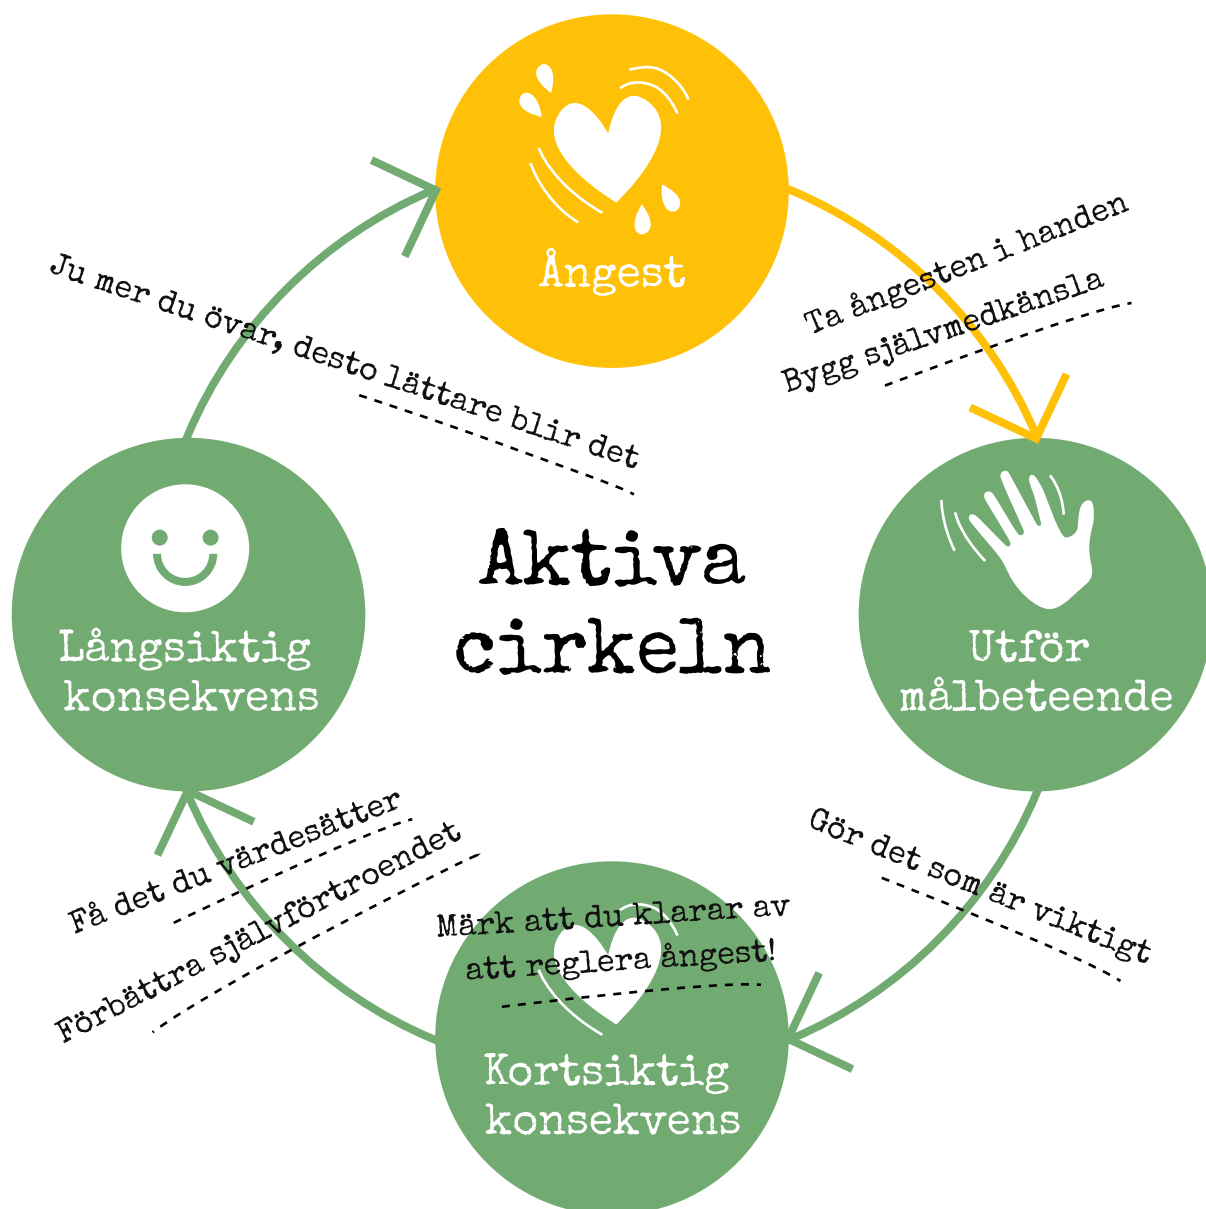 Ångest
Ta ångesten i handen
Bygg självmedkänsla
Ju mer du övar, desto lättare blir det
Aktiva
cirkeln
Långsiktig
konsekvens
Utför
målbeteende
Få det du värdesätter
Förbättra självförtroendet
Gör det som är viktigt
Märk att du klarar av
att reglera ångest!
Kortsiktig
konsekvens